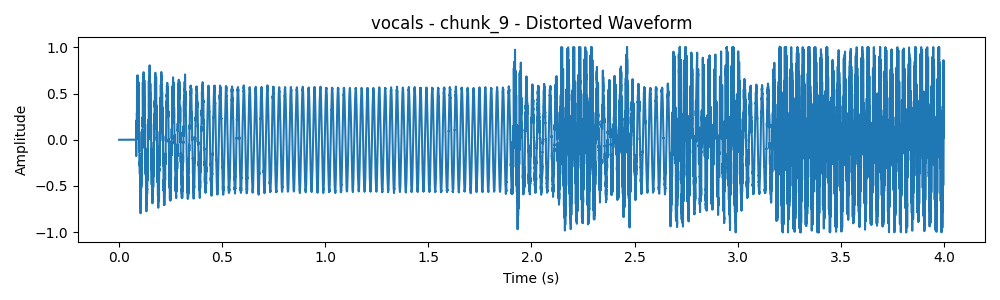 vocals - chunk_9 - Distorted Waveform
Amplitude
1.0
0.5
0.0
−0.5
−1.0
0.0 0.5 1.0 1.5 2.0 2.5 3.0 3.5 4.0
Time (s)